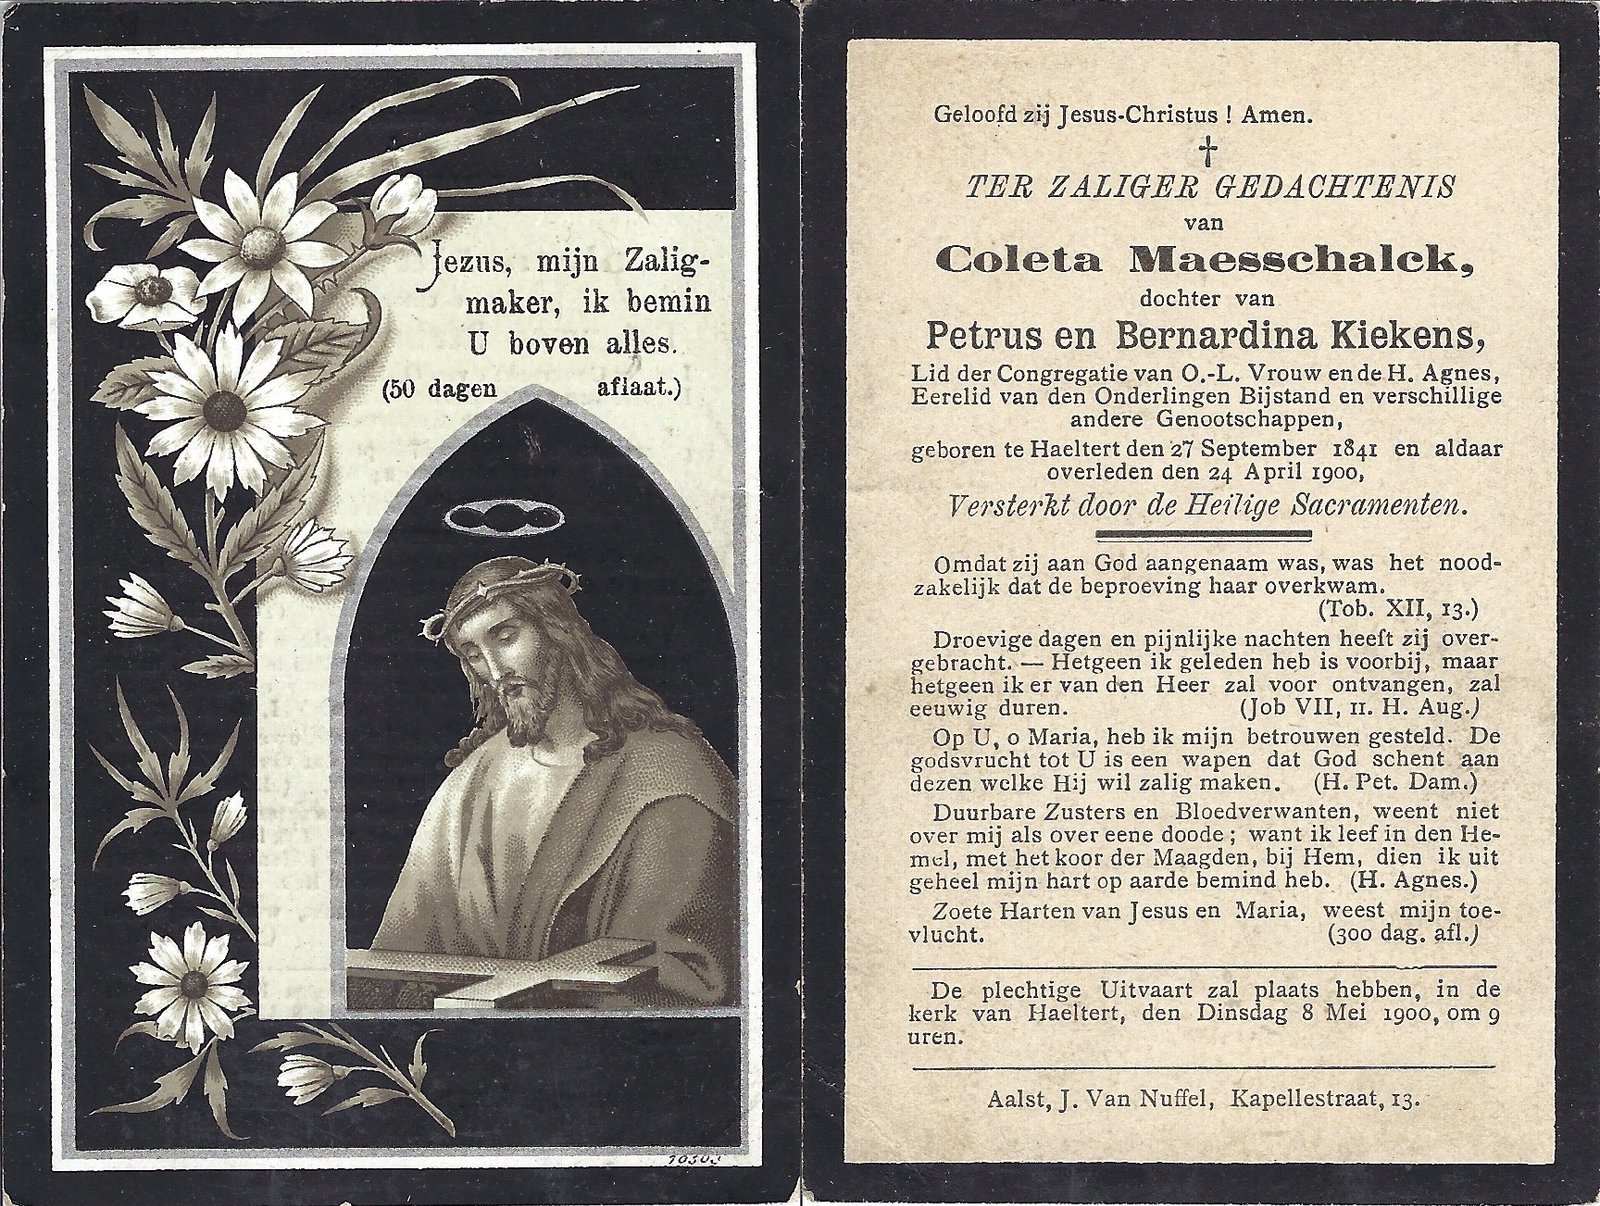 Jezus, mijn Zalig-
maker, ik bemin
U boven alles.
(50 dagen aflaat.)
Geloofd zij Jesus-Christus ! Amen.
TER ZALIGER GEDACHTENIS
van
Coleta Maesschalck,
dochter van
Petrus en Bernardina Kiekens,
Lid der Congregatie van O.-L. Vrouw en de H. Agnes,
Eerelid van den Onderlingen Bijstand en verschillige
andere Genootschappen,
geboren te Haeltert den 27 September 1841 en aldaar
overleden den 24 April 1900,
Versterkt door de Heilige Sacramenten.
Omdat zij aan God aangenaam was, was het nood-
zakelijk dat de beproeving haar overkwam.
(Tob. XII, 13.)
Droevige dagen en pijnlijke nachten heeft zij over-
gebracht. — Hetgeen ik geleden heb is voorbij, maar
hetgeen ik er van den Heer zal voor ontvangen, zal
eeuwig duren. (Job VII, 11. H. Aug.)
Op U, o Maria, heb ik mijn betrouwen gesteld. De
godsvrucht tot U is een wapen dat God schent aan
dezen welke Hij wil zalig maken. (H. Pet. Dam.)
Duurbare Zusters en Bloedverwanten, weent niet
over mij als over eene doode ; want ik leef in den He-
mel, met het koor der Maagden, bij Hem, dien ik uit
geheel mijn hart op aarde bemind heb. (H. Agnes.)
Zoete Harten van Jesus en Maria, weest mijn toe-
vlucht. (300 dag. afl.)
De plechtige Uitvaart zal plaats hebben, in de
kerk van Haeltert, den Dinsdag 8 Mei 1900, om 9
uren.
Aalst, J. Van Nuffel, Kapellestraat, 13.